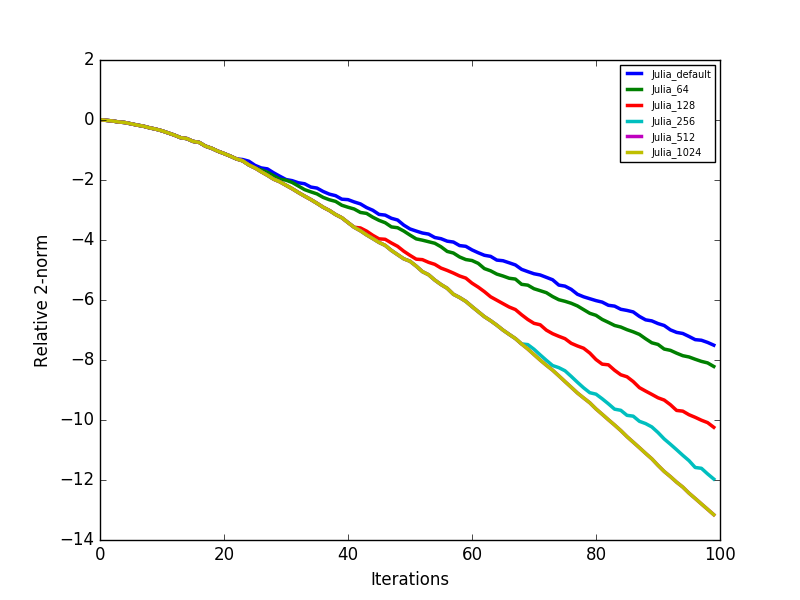 2
0
−2
−4
−6
−8
−10
−12
−14
0 20 40 60 80 100
Iterations
Relative 2-norm
Julia_default
Julia_64
Julia_128
Julia_256
Julia_512
Julia_1024